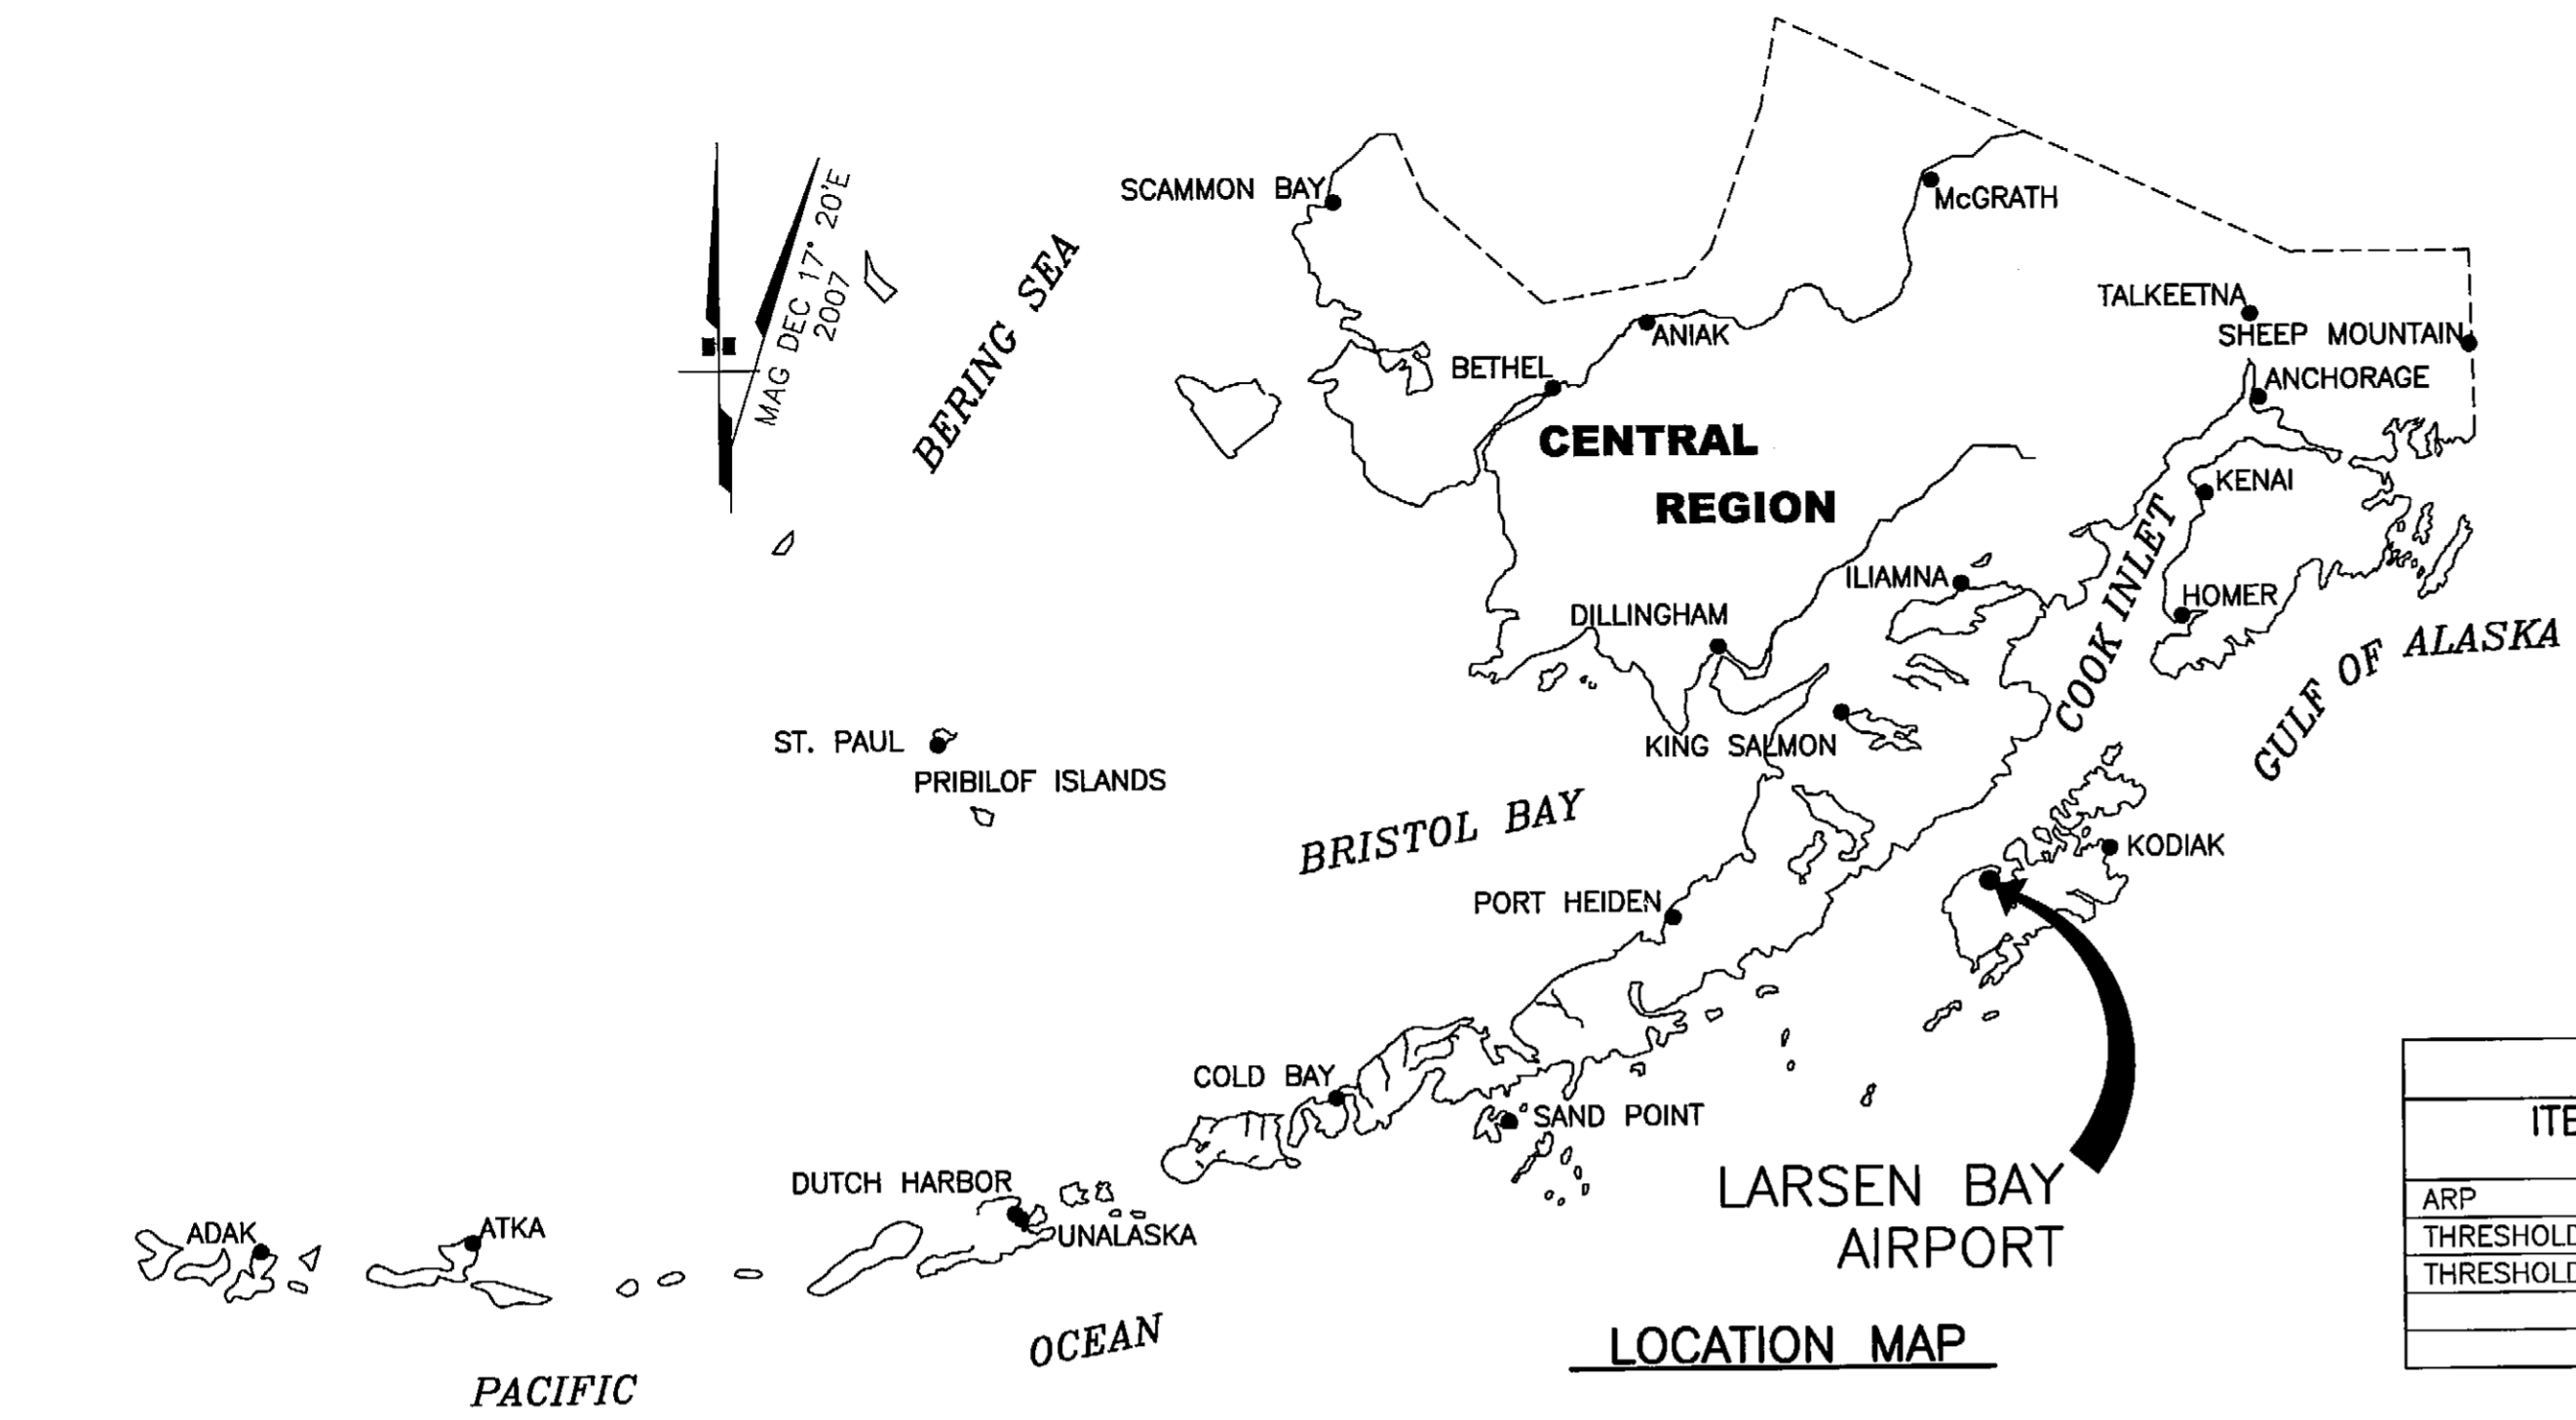 MAG DEC 17° 20'E
2007
BERING SEA
SCAMMON BAY
McGRATH
TALKEETNA
SHEEP MOUNTAIN
ANCHORAGE
ANIAK
BETHEL
CENTRAL
REGION
KENAI
COOK INLET
ILIAMNA
HOMER
DILLINGHAM
GULF OF ALASKA
KING SALMON
ST. PAUL
PRIBILOF ISLANDS
BRISTOL BAY
KODIAK
PORT HEIDEN
COLD BAY
SAND POINT
DUTCH HARBOR
UNALASKA
ADAK
ATKA
LARSEN BAY
AIRPORT
PACIFIC
OCEAN
LOCATION MAP
ITE
ARP
THRESHOLD
THRESHOLD